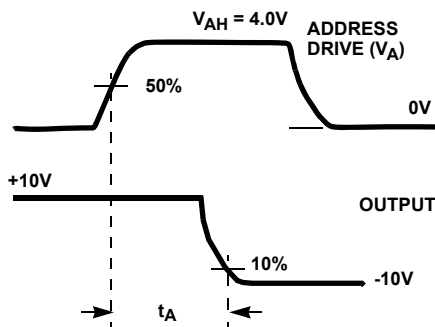 V_AH = 4.0V
ADDRESS
DRIVE (V_A)
50%
0V
+10V
OUTPUT
10%
-10V
t_A